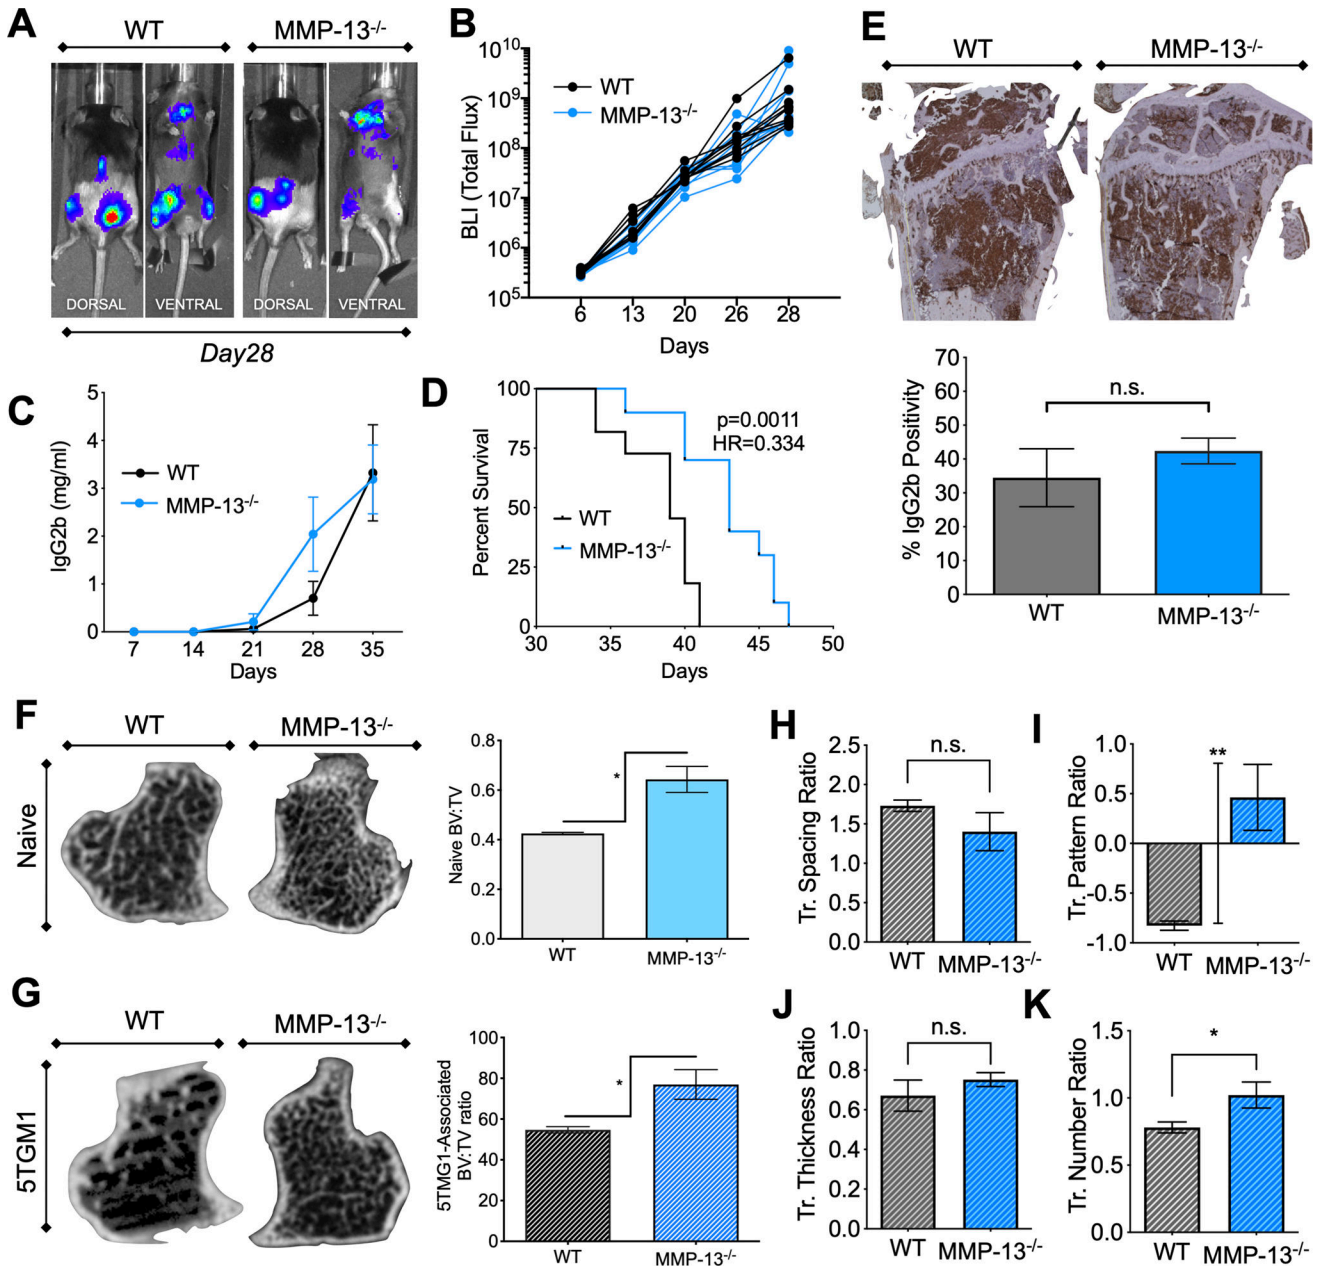 A
WT
MMP-13-/-
DORSAL
VENTRAL
DORSAL
VENTRAL
Day28
B
BLI (Total Flux)
10^10
10^9
10^8
10^7
10^6
10^5
WT
MMP-13-/-
6 13 20 26 28
Days
E
WT
MMP-13-/-
% IgG2b Positivity
70
60
50
40
30
20
10
0
n.s.
WT
MMP-13-/-
C
IgG2b (mg/ml)
5
4
3
2
1
0
WT
MMP-13-/-
7 14 21 28 35
Days
D
Percent Survival
100
75
50
25
0
p=0.0011
HR=0.334
WT
MMP-13-/-
30 35 40 45 50
Days
F
WT
MMP-13-/-
Naive
Naive BV:TV
0.8
0.6
0.4
0.2
0.0
*
WT
MMP-13-/-
H
Tr. Spacing Ratio
2.5
2.0
1.5
1.0
0.5
0.0
n.s.
WT
MMP-13-/-
I
Tr. Pattern Ratio
1.0
0.5
0.0
-0.5
-1.0
**
WT
MMP-13-/-
G
WT
MMP-13-/-
5TGM1
5TMG1-Associated
BV:TV ratio
100
80
60
40
20
0
*
WT
MMP-13-/-
J
Tr. Thickness Ratio
1.0
0.8
0.6
0.4
0.2
0.0
n.s.
WT
MMP-13-/-
K
Tr. Number Ratio
1.5
1.0
0.5
0.0
*
WT
MMP-13-/-